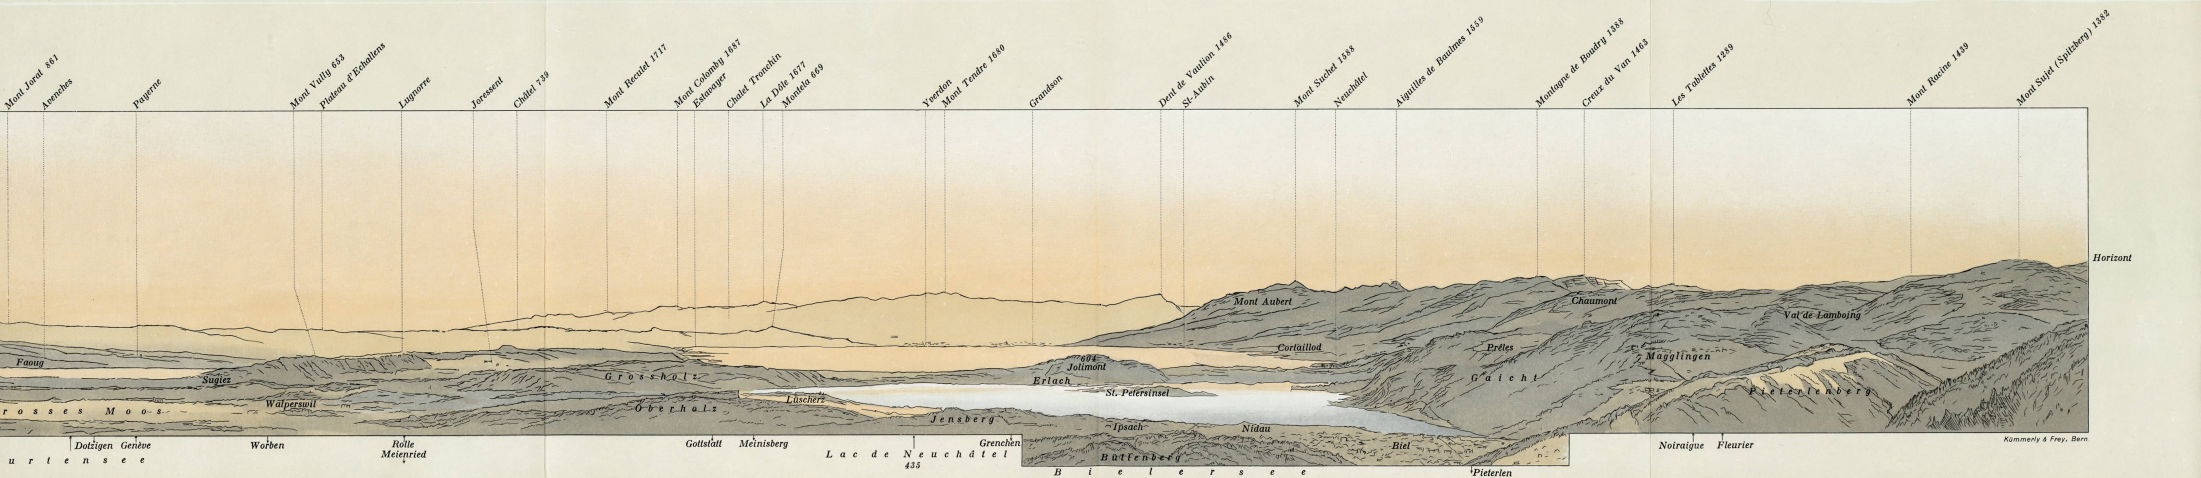 Mont Jorat 861
Avenches
Payerne
Mont Vully 653
Plateau d'Echallens
Lugnorre
Joressent
Châtel 739
Mont Reculet 1717
Mont Colomby 1687
Estavayer
Chalet Tronchin
La Dôle 1677
Montela 669
Yverdon
Mont Tendre 1680
Grandson
Dent de Vaulion 1486
St-Aubin
Mont Suchet 1588
Neuchâtel
Aiguilles de Baulmes 1559
Montagne de Boudry 1388
Creux du Van 1463
Les Tablettes 1289
Mont Racine 1439
Mont Sujet (Spitzberg) 1382
Horizont
Mont Aubert
Chaumont
Val de Lamboing
Cortaillod
Prêles
Magglingen
Faoug
604
Jolimont
Sugiez
Grossholz
Erlach
Gaicht
St. Petersinsel
Pieterlenberg
Walperswil
Lüscherz
rosses Moos
Oberholz
Jensberg
Ipsach
Nidau
Dotzigen
Genève
Worben
Rolle
Meienried
Gottstatt
Meinisberg
Grenchen
Biel
Noiraigue
Fleurier
Kümmerly & Frey, Bern
urtensee
Lac de Neuchâtel
435
Büttenberg
Bielersee
Pieterlen